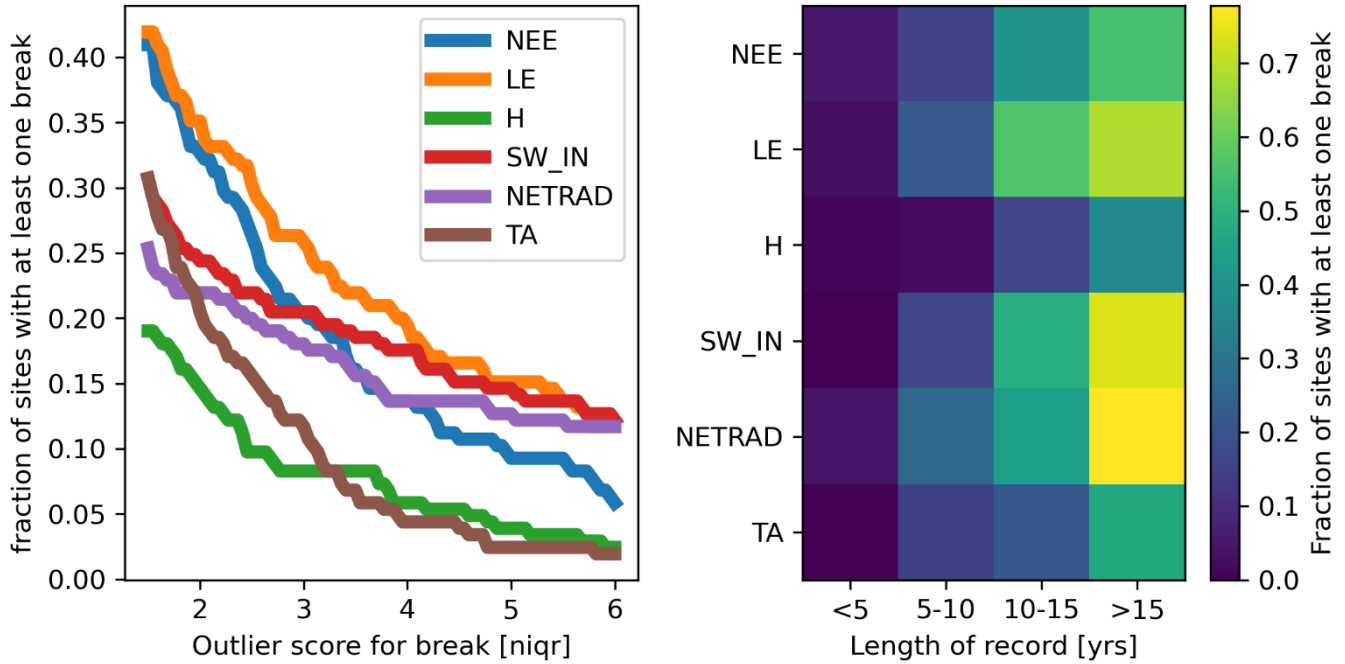 fraction of sites with at least one break
0.40
0.35
0.30
0.25
0.20
0.15
0.10
0.05
0.00
2
3
4
5
6
Outlier score for break [niqr]
NEE
LE
H
SW_IN
NETRAD
TA
NEE
LE
H
SW_IN
NETRAD
TA
<5
5-10
10-15
>15
Length of record [yrs]
0.7
0.6
0.5
0.4
0.3
0.2
0.1
0.0
Fraction of sites with at least one break